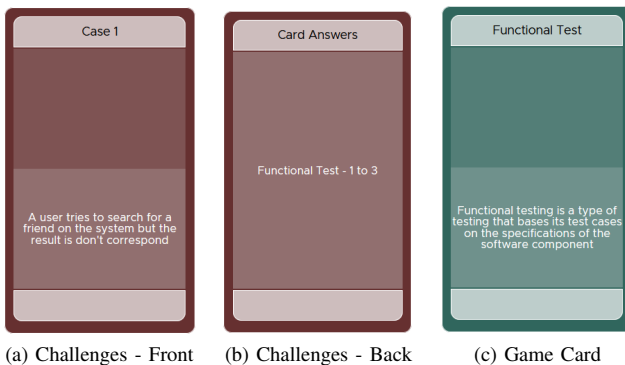 Case 1
A user tries to search for a
friend on the system but the
result is don't correspond
Card Answers
Functional Test - 1 to 3
Functional Test
Functional testing is a type of
testing that bases its test cases
on the specifications of the
software component
(a) Challenges - Front
(b) Challenges - Back
(c) Game Card